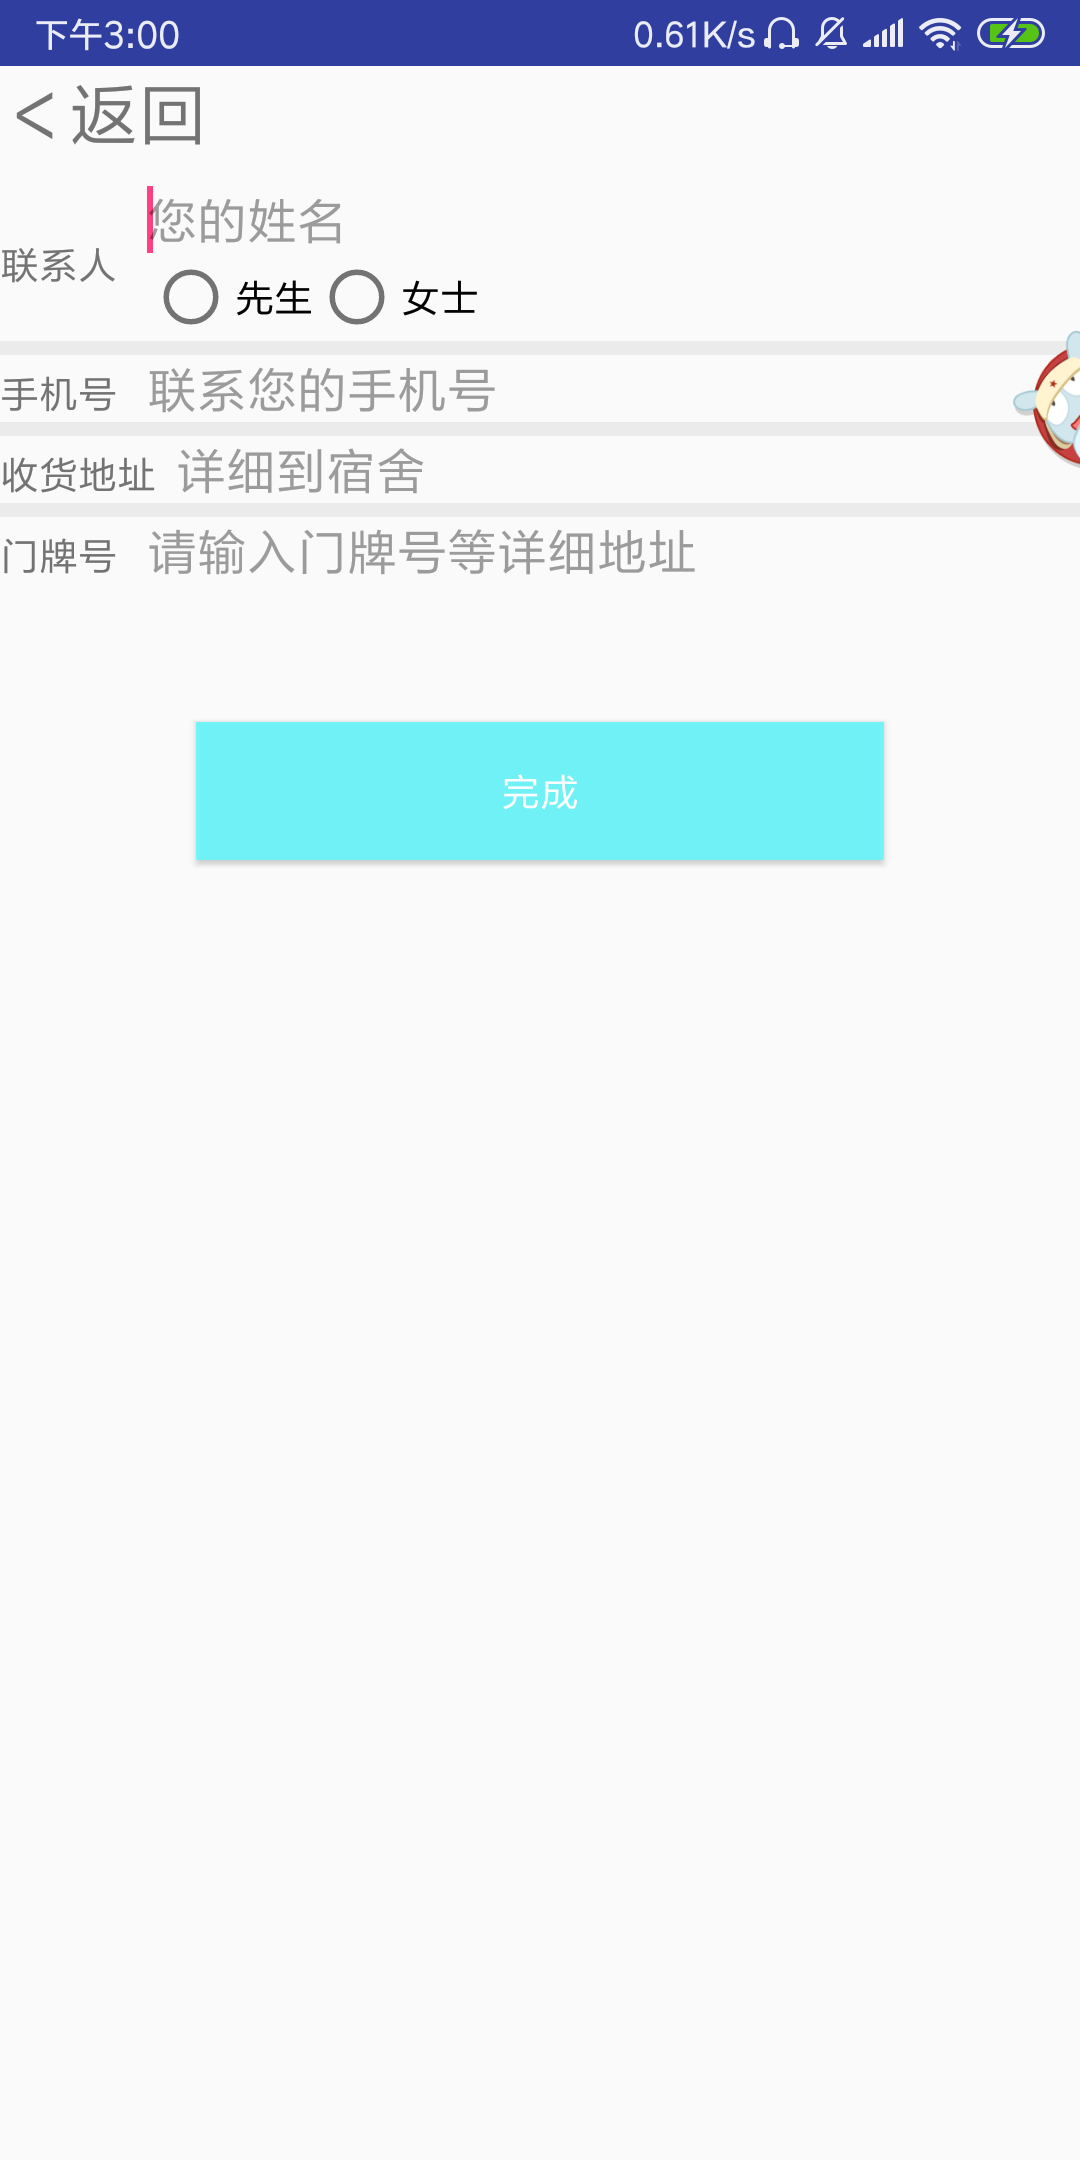 下午3:00 0.61K/s
< 返回
您的姓名
联系人
先生 女士
手机号 联系您的手机号
收货地址 详细到宿舍
门牌号 请输入门牌号等详细地址
完成